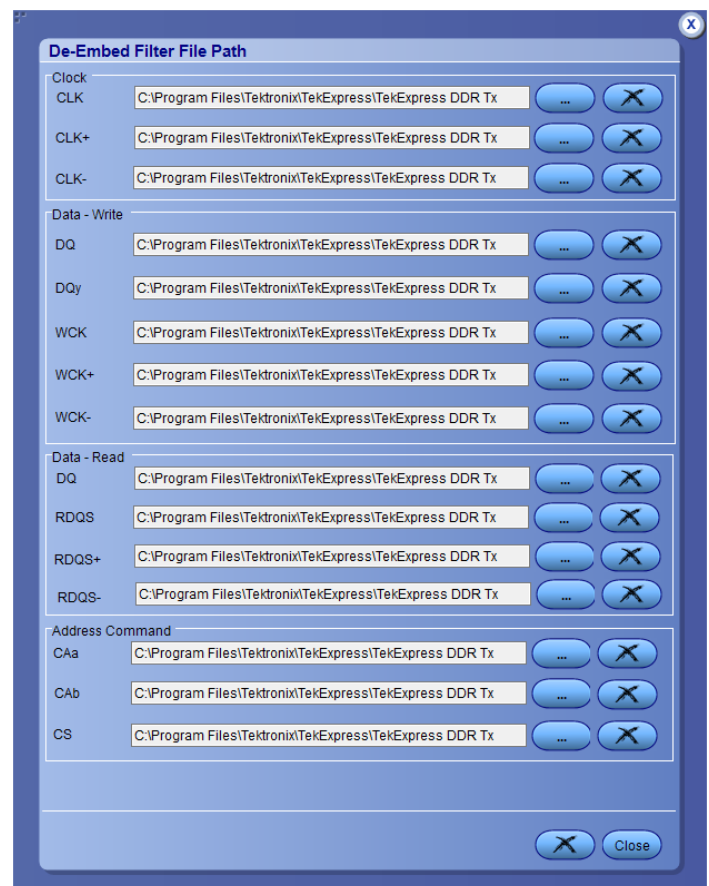 X
De-Embed Filter File Path
Clock
CLK C:\Program Files\Tektronix\TekExpress\TekExpress DDR Tx ...
CLK+ C:\Program Files\Tektronix\TekExpress\TekExpress DDR Tx ...
CLK- C:\Program Files\Tektronix\TekExpress\TekExpress DDR Tx ...
Data - Write
DQ C:\Program Files\Tektronix\TekExpress\TekExpress DDR Tx ...
DQy C:\Program Files\Tektronix\TekExpress\TekExpress DDR Tx ...
WCK C:\Program Files\Tektronix\TekExpress\TekExpress DDR Tx ...
WCK+ C:\Program Files\Tektronix\TekExpress\TekExpress DDR Tx ...
WCK- C:\Program Files\Tektronix\TekExpress\TekExpress DDR Tx ...
Data - Read
DQ C:\Program Files\Tektronix\TekExpress\TekExpress DDR Tx ...
RDQS C:\Program Files\Tektronix\TekExpress\TekExpress DDR Tx ...
RDQS+ C:\Program Files\Tektronix\TekExpress\TekExpress DDR Tx ...
RDQS- C:\Program Files\Tektronix\TekExpress\TekExpress DDR Tx ...
Address Command
CAa C:\Program Files\Tektronix\TekExpress\TekExpress DDR Tx ...
CAb C:\Program Files\Tektronix\TekExpress\TekExpress DDR Tx ...
CS C:\Program Files\Tektronix\TekExpress\TekExpress DDR Tx ...
Close